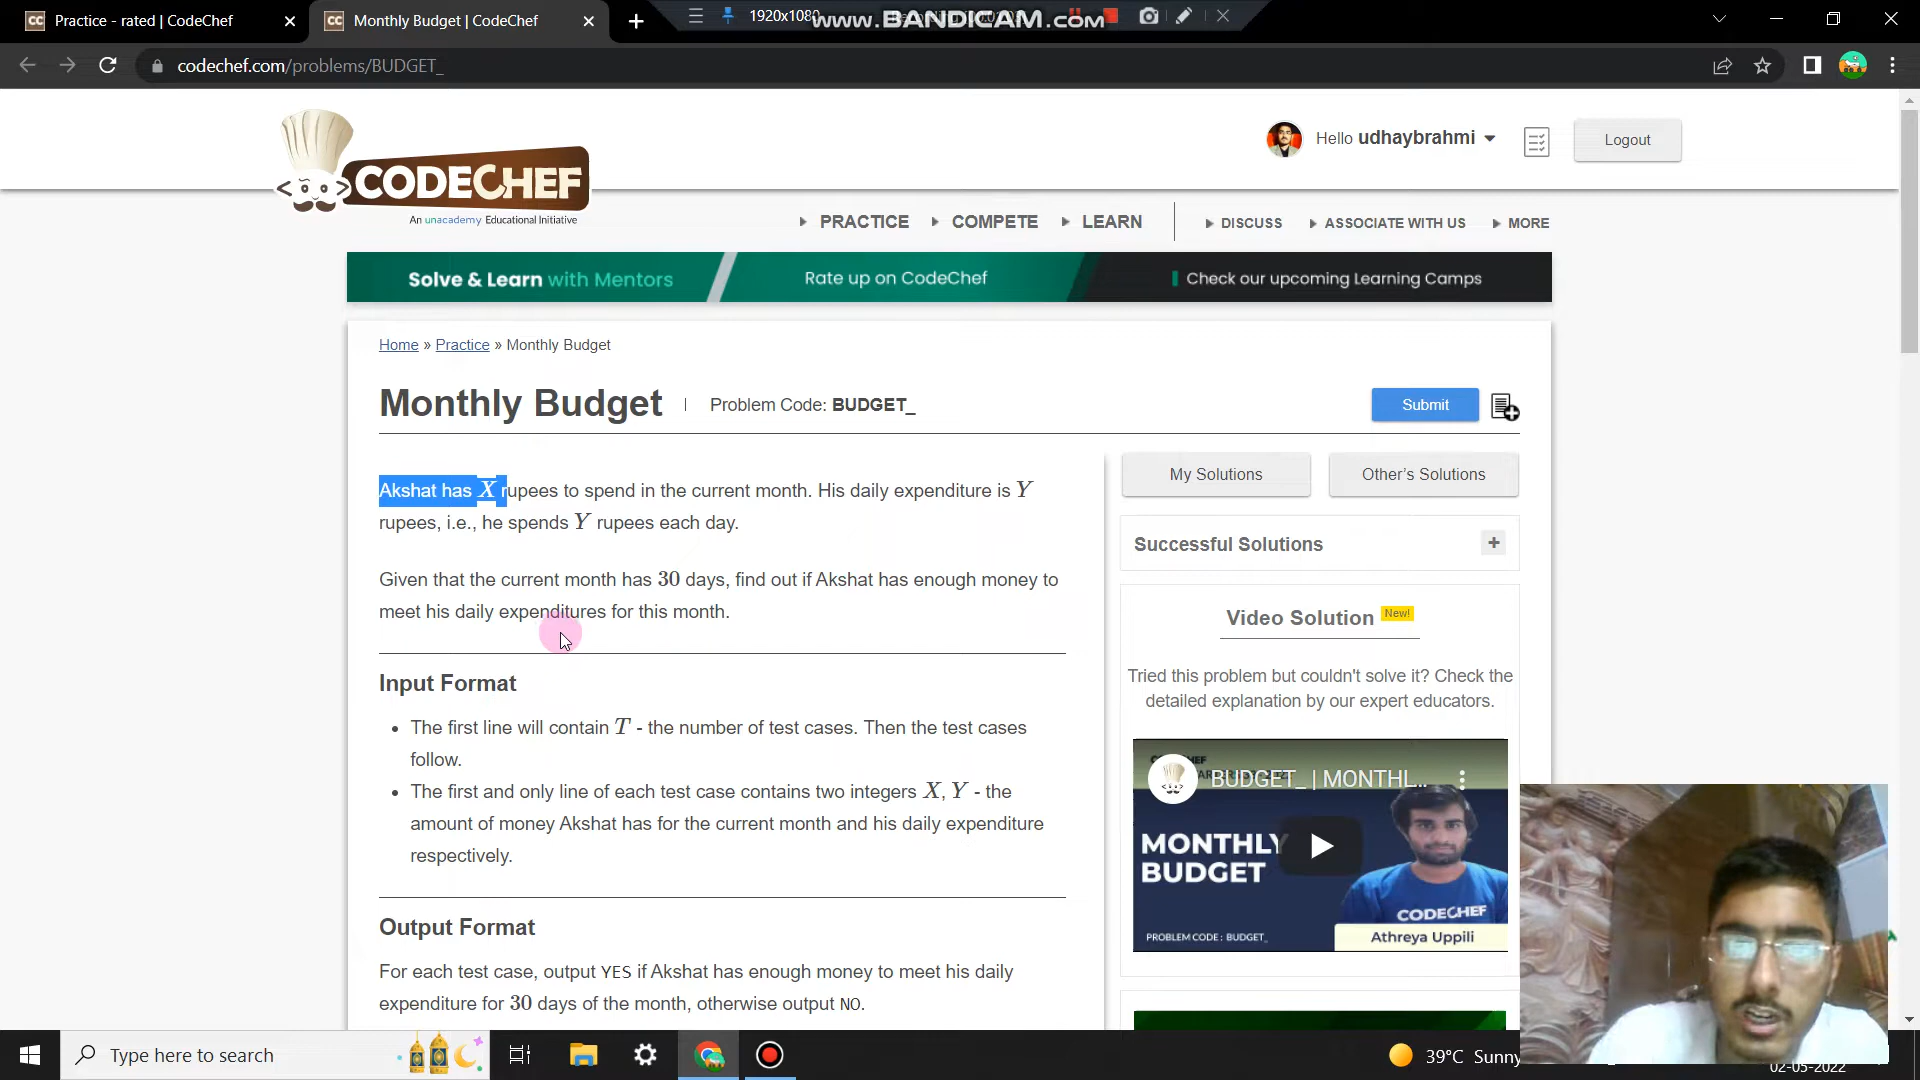 Practice - rated | CodeChef
Monthly Budget | CodeChef
1920x1080
www.BANDICAM.com
codechef.com/problems/BUDGET_
CODECHEF
An unacademy Educational Initiative
Hello udhaybrahmi
Logout
PRACTICE
COMPETE
LEARN
DISCUSS
ASSOCIATE WITH US
MORE
Solve & Learn with Mentors
Rate up on CodeChef
Check our upcoming Learning Camps
Home » Practice » Monthly Budget
Monthly Budget
Problem Code: BUDGET_
Submit
Akshat has X rupees to spend in the current month. His daily expenditure is Y
rupees, i.e., he spends Y rupees each day.
Given that the current month has 30 days, find out if Akshat has enough money to
meet his daily expenditures for this month.
Input Format
• The first line will contain T - the number of test cases. Then the test cases
follow.
• The first and only line of each test case contains two integers X, Y - the
amount of money Akshat has for the current month and his daily expenditure
respectively.
Output Format
For each test case, output YES if Akshat has enough money to meet his daily
expenditure for 30 days of the month, otherwise output NO.
My Solutions
Other's Solutions
Successful Solutions
Video Solution New!
Tried this problem but couldn't solve it? Check the
detailed explanation by our expert educators.
BUDGET_ | MONTHL...
MONTHLY
BUDGET
CODECHEF
PROBLEM CODE : BUDGET_
Athreya Uppili
Type here to search
39°C Sunny
02-05-2022